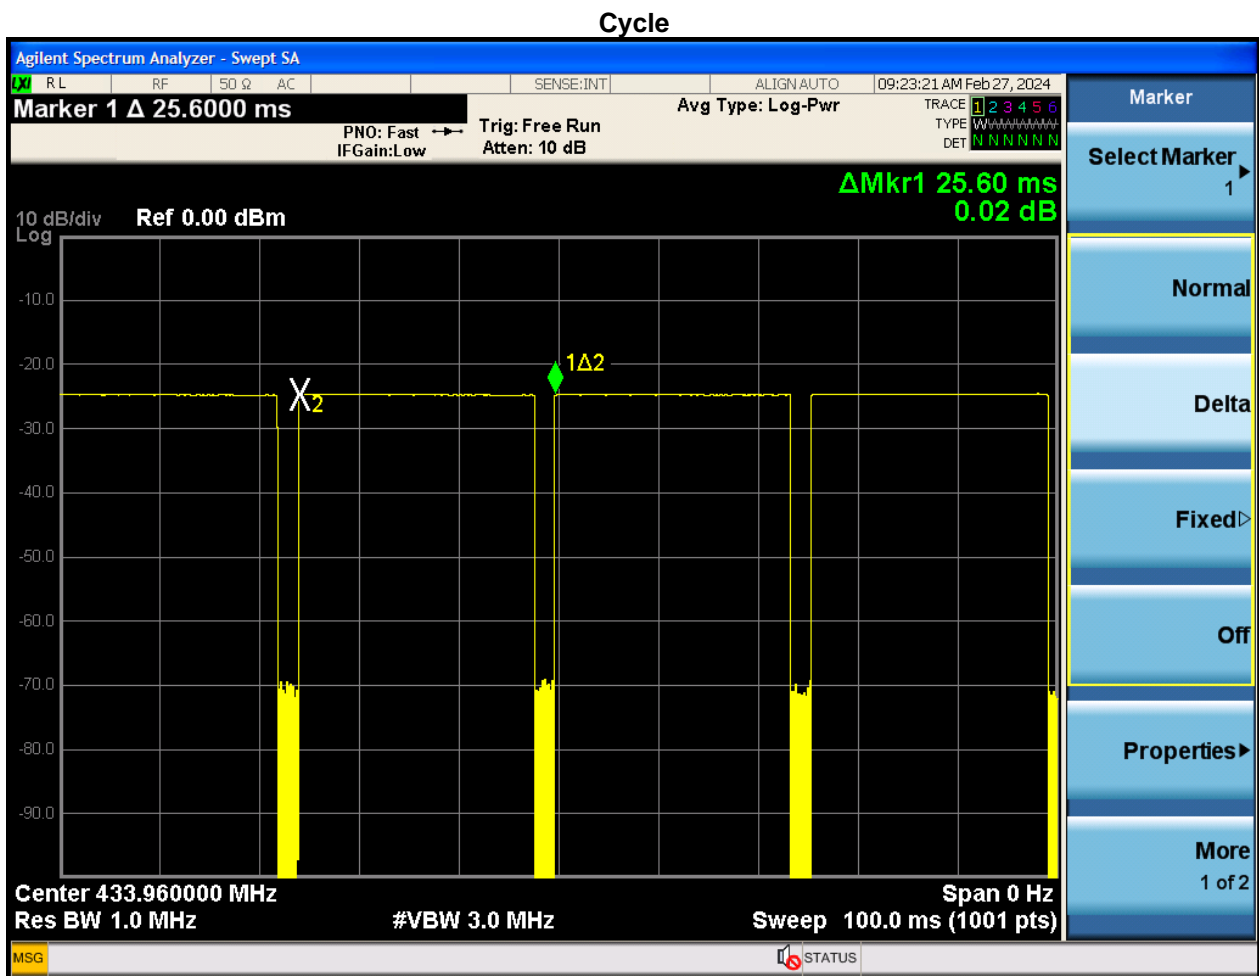 Cycle
Agilent Spectrum Analyzer - Swept SA
LXI RL RF 50 Ω AC SENSE:INT ALIGN AUTO 09:23:21 AM Feb 27, 2024
Marker 1 Δ 25.6000 ms
PNO: Fast
IFGain:Low
Trig: Free Run
Atten: 10 dB
Avg Type: Log-Pwr
TRACE 1 2 3 4 5 6
TYPE W
DET N N N N N N
ΔMkr1 25.60 ms
0.02 dB
10 dB/div Ref 0.00 dBm
Log
-10.0
-20.0
-30.0
-40.0
-50.0
-60.0
-70.0
-80.0
-90.0
1Δ2
X2
Center 433.960000 MHz Span 0 Hz
Res BW 1.0 MHz #VBW 3.0 MHz Sweep 100.0 ms (1001 pts)
MSG STATUS
Marker
Select Marker
1
Normal
Delta
Fixed
Off
Properties
More
1 of 2